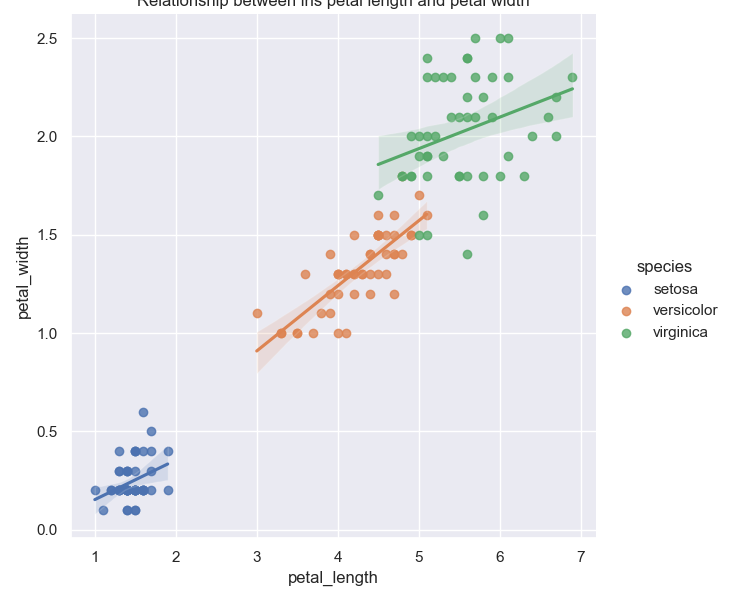 Relationship between iris petal length and petal width
2.5
2.0
1.5
1.0
0.5
0.0
petal_width
1
2
3
4
5
6
7
petal_length
species
setosa
versicolor
virginica